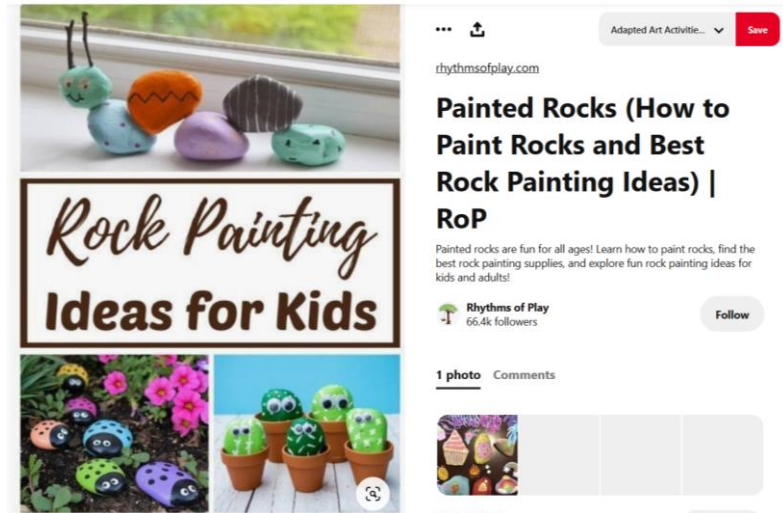 Rock Painting
Ideas for Kids
Adapted Art Activitie...
Save
rhythmsofplay.com
Painted Rocks (How to
Paint Rocks and Best
Rock Painting Ideas) |
RoP
Painted rocks are fun for all ages! Learn how to paint rocks, find the
best rock painting supplies, and explore fun rock painting ideas for
kids and adults!
Rhythms of Play
66.4k followers
Follow
1 photo Comments